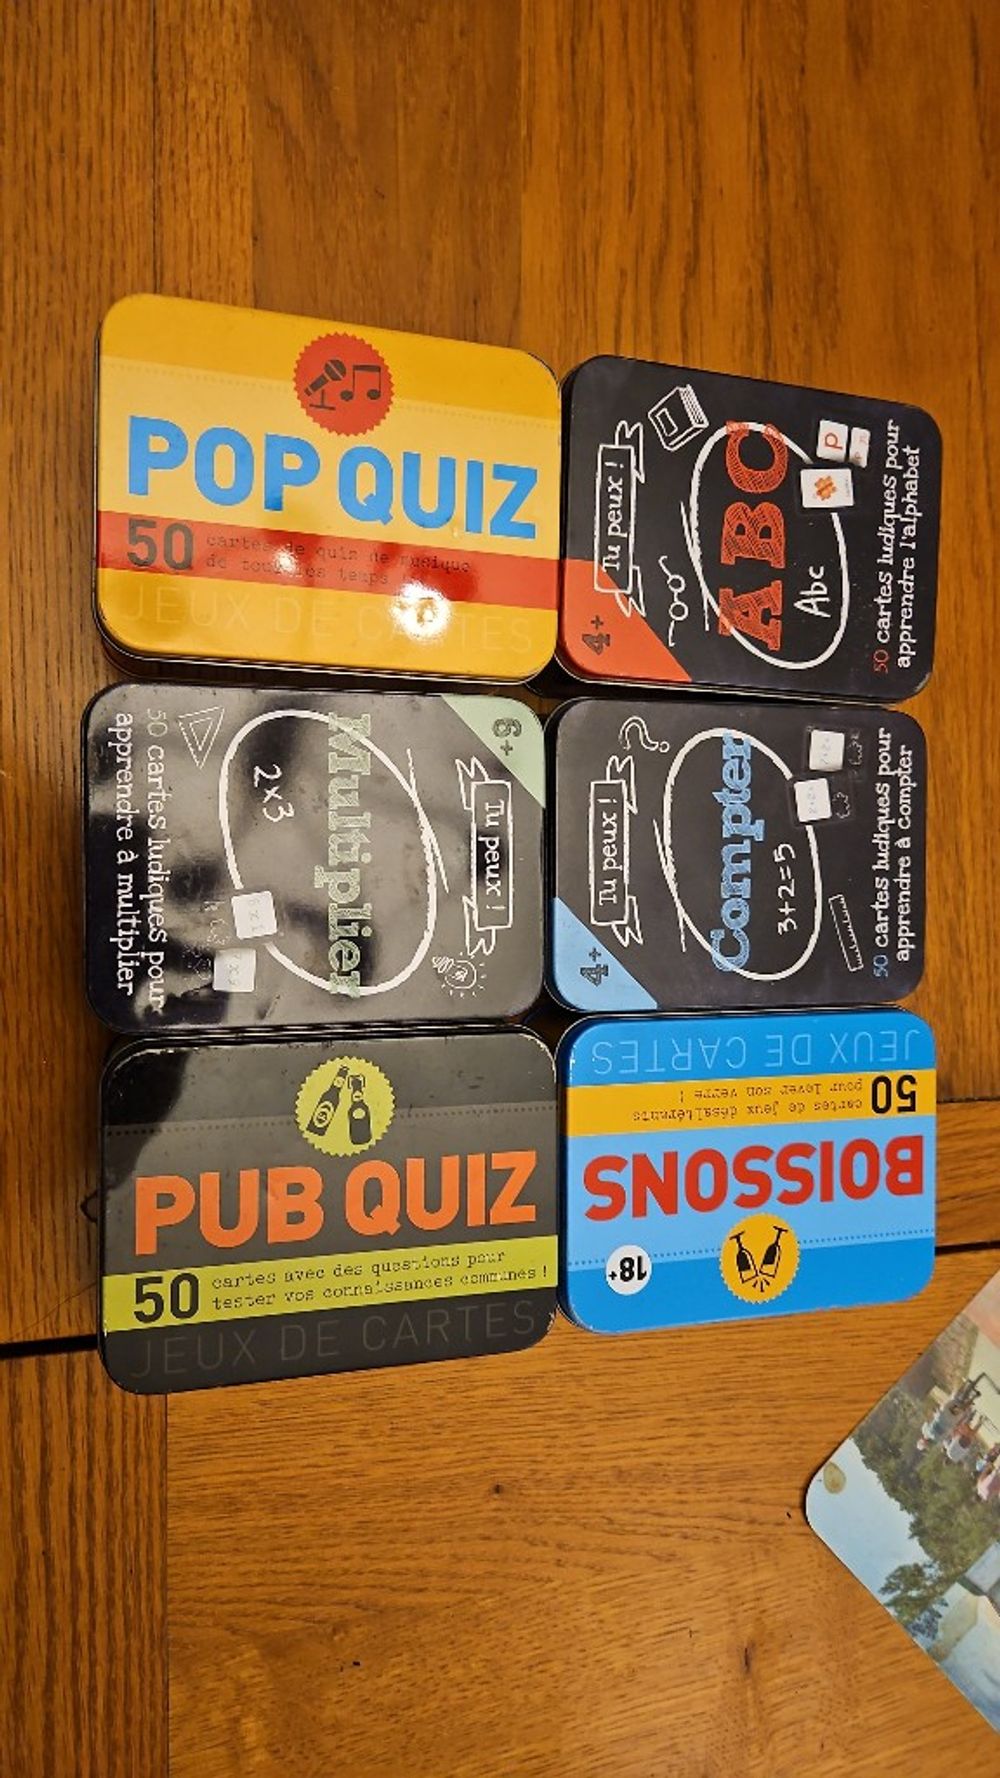 POP QUIZ
50
cartes de quiz de musique
de tous les temps
JEUX DE CARTES
4+
Tu peux !
ABC
Abc
p
50 cartes ludiques pour
apprendre l'alphabet
6+
Tu peux !
Multiplier
2x3
50 cartes ludiques pour
apprendre à multiplier
4+
Tu peux !
Compter
3+2=5
50 cartes ludiques pour
apprendre à compter
PUB QUIZ
50
cartes avec des questions pour
tester vos connaissances communes !
JEUX DE CARTES
18+
BOISSONS
50
cartes de jeux désaltérants
pour lever son verre !
JEUX DE CARTES